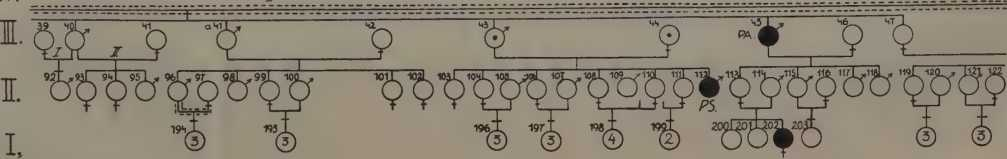 III. 39 40 41 a 41 42 43 44 45 46 47
PA.
I II
92 93 94 95 96 97 98 99 100 101 102 103 104 105 106 107 108 109 110 111 112 113 114 115 116 117 118 119 120 121 122
II. PS.
194 195 196 197 198 199 200 201 202 203
I. 3 3 3 3 4 2 3 3